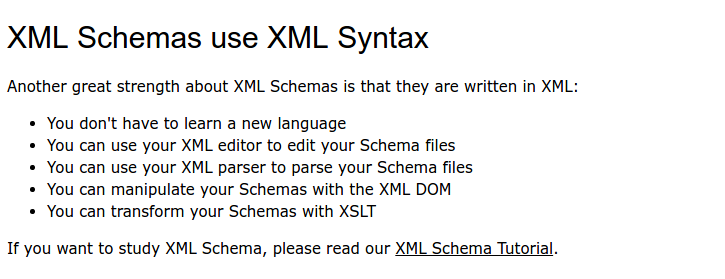 XML Schemas use XML Syntax
Another great strength about XML Schemas is that they are written in XML:
• You don't have to learn a new language
• You can use your XML editor to edit your Schema files
• You can use your XML parser to parse your Schema files
• You can manipulate your Schemas with the XML DOM
• You can transform your Schemas with XSLT
If you want to study XML Schema, please read our XML Schema Tutorial.